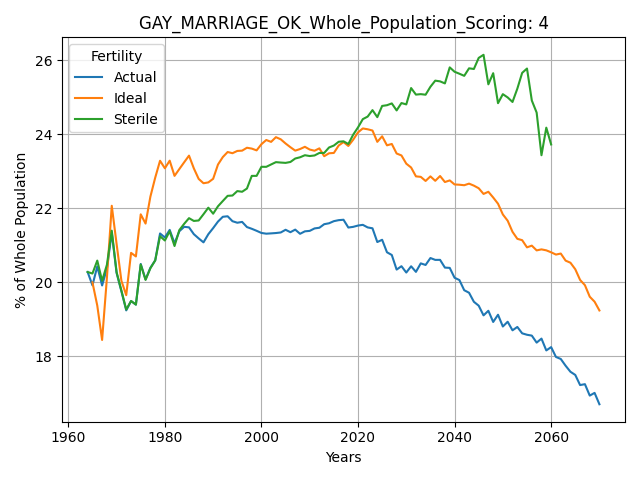 GAY_MARRIAGE_OK_Whole_Population_Scoring: 4
Fertility
Actual
Ideal
Sterile
% of Whole Population
26
24
22
20
18
1960
1980
2000
2020
2040
2060
Years